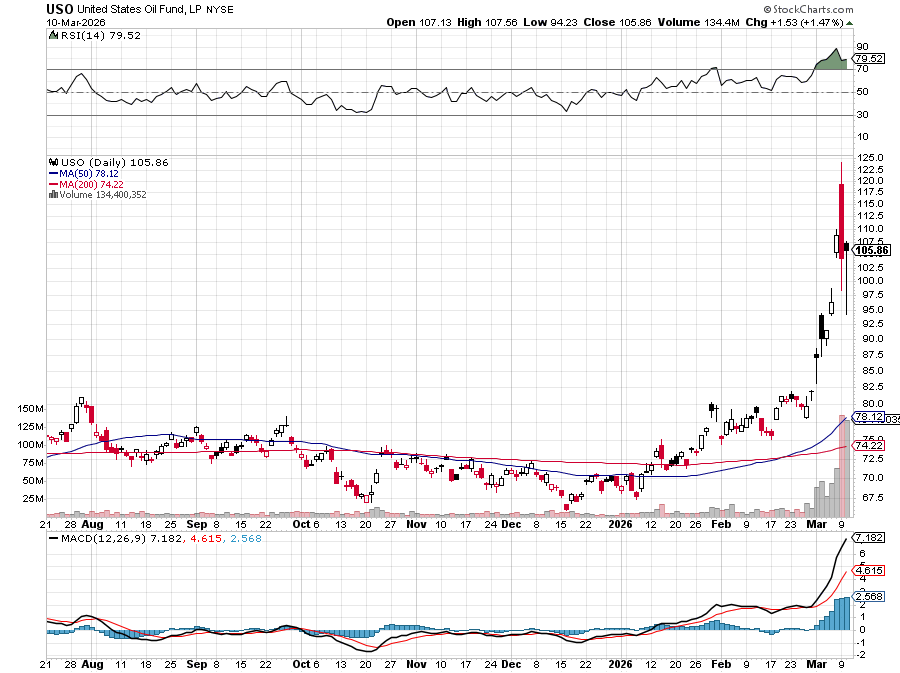 USO United States Oil Fund, LP NYSE
© StockCharts.com
10-Mar-2026
Open 107.13 High 107.56 Low 94.23 Close 105.86 Volume 134.4M Chg +1.53 (+1.47%)
RSI(14) 79.52
90
79.52
70
50
30
10
USO (Daily) 105.86
MA(50) 78.12
MA(200) 74.22
Volume 134,400,352
125.0
122.5
120.0
117.5
115.0
112.5
110.0
107.5
105.86
102.5
100.0
97.5
95.0
92.5
90.0
87.5
85.0
82.5
80.0
78.12
75.0
74.22
72.5
70.0
67.5
150M
125M
100M
75M
50M
25M
21 28 Aug 11 18 25 Sep 8 15 22 Oct 6 13 20 27 Nov 10 17 24 Dec 8 15 22 2026 12 20 26 Feb 9 17 23 Mar 9
MACD(12,26,9) 7.182, 4.615, 2.568
7.182
6
4.615
4
2.568
2
1
0
-1
-2
21 28 Aug 11 18 25 Sep 8 15 22 Oct 6 13 20 27 Nov 10 17 24 Dec 8 15 22 2026 12 20 26 Feb 9 17 23 Mar 9